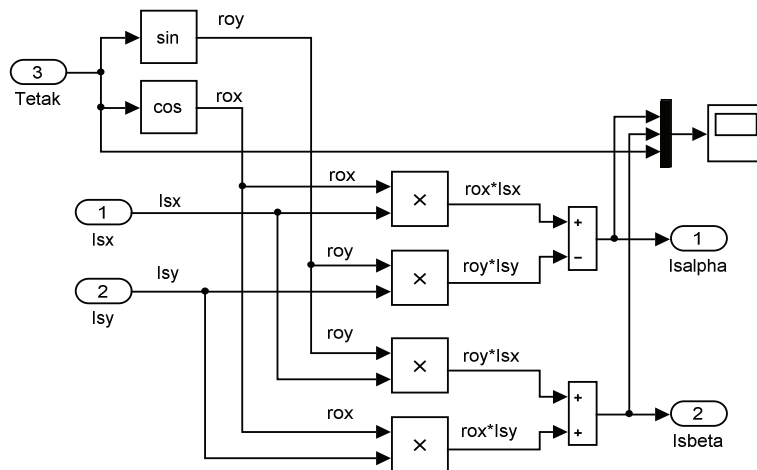 roy
sin
3
Tetak
cos
rox
rox
×
rox*Isx
Isx
1
Isx
+
−
1
Isalpha
roy
×
roy*Isy
Isy
2
Isy
roy
×
roy*Isx
+
+
2
Isbeta
rox
×
rox*Isy